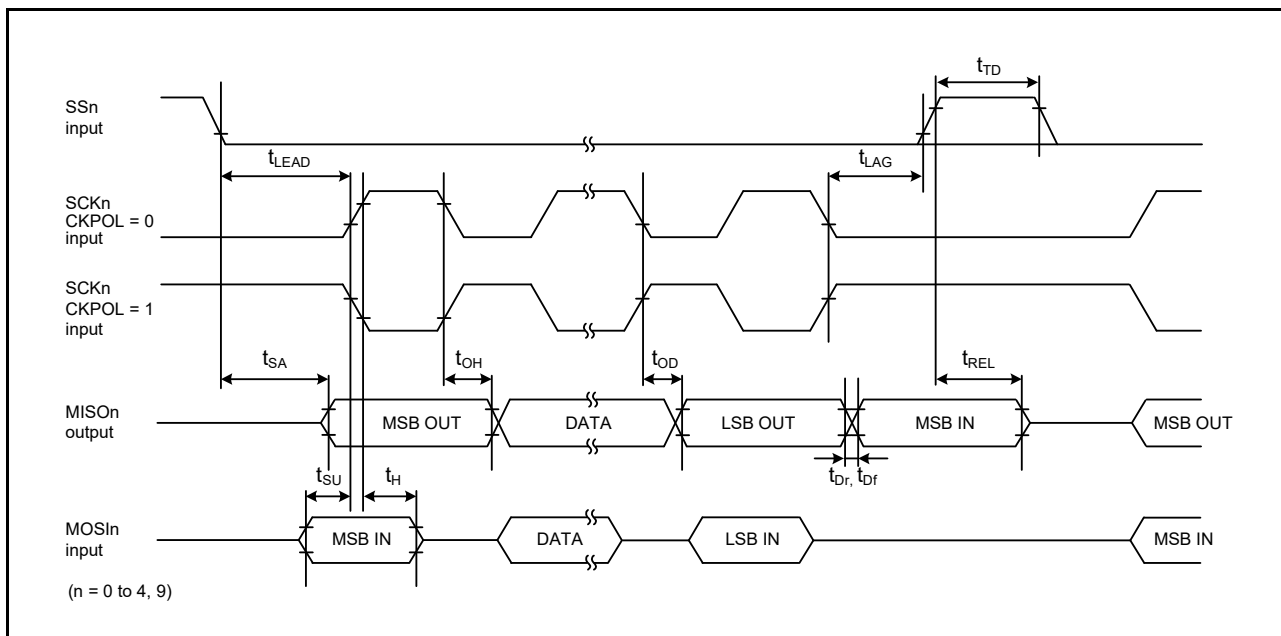 tTD
SSn
input
tLEAD
tLAG
SCKn
CKPOL = 0
input
SCKn
CKPOL = 1
input
tSA
tOH
tOD
tREL
MISOn
output
MSB OUT
DATA
LSB OUT
MSB IN
MSB OUT
tSU
tH
tDr, tDf
MOSIn
input
MSB IN
DATA
LSB IN
MSB IN
(n = 0 to 4, 9)